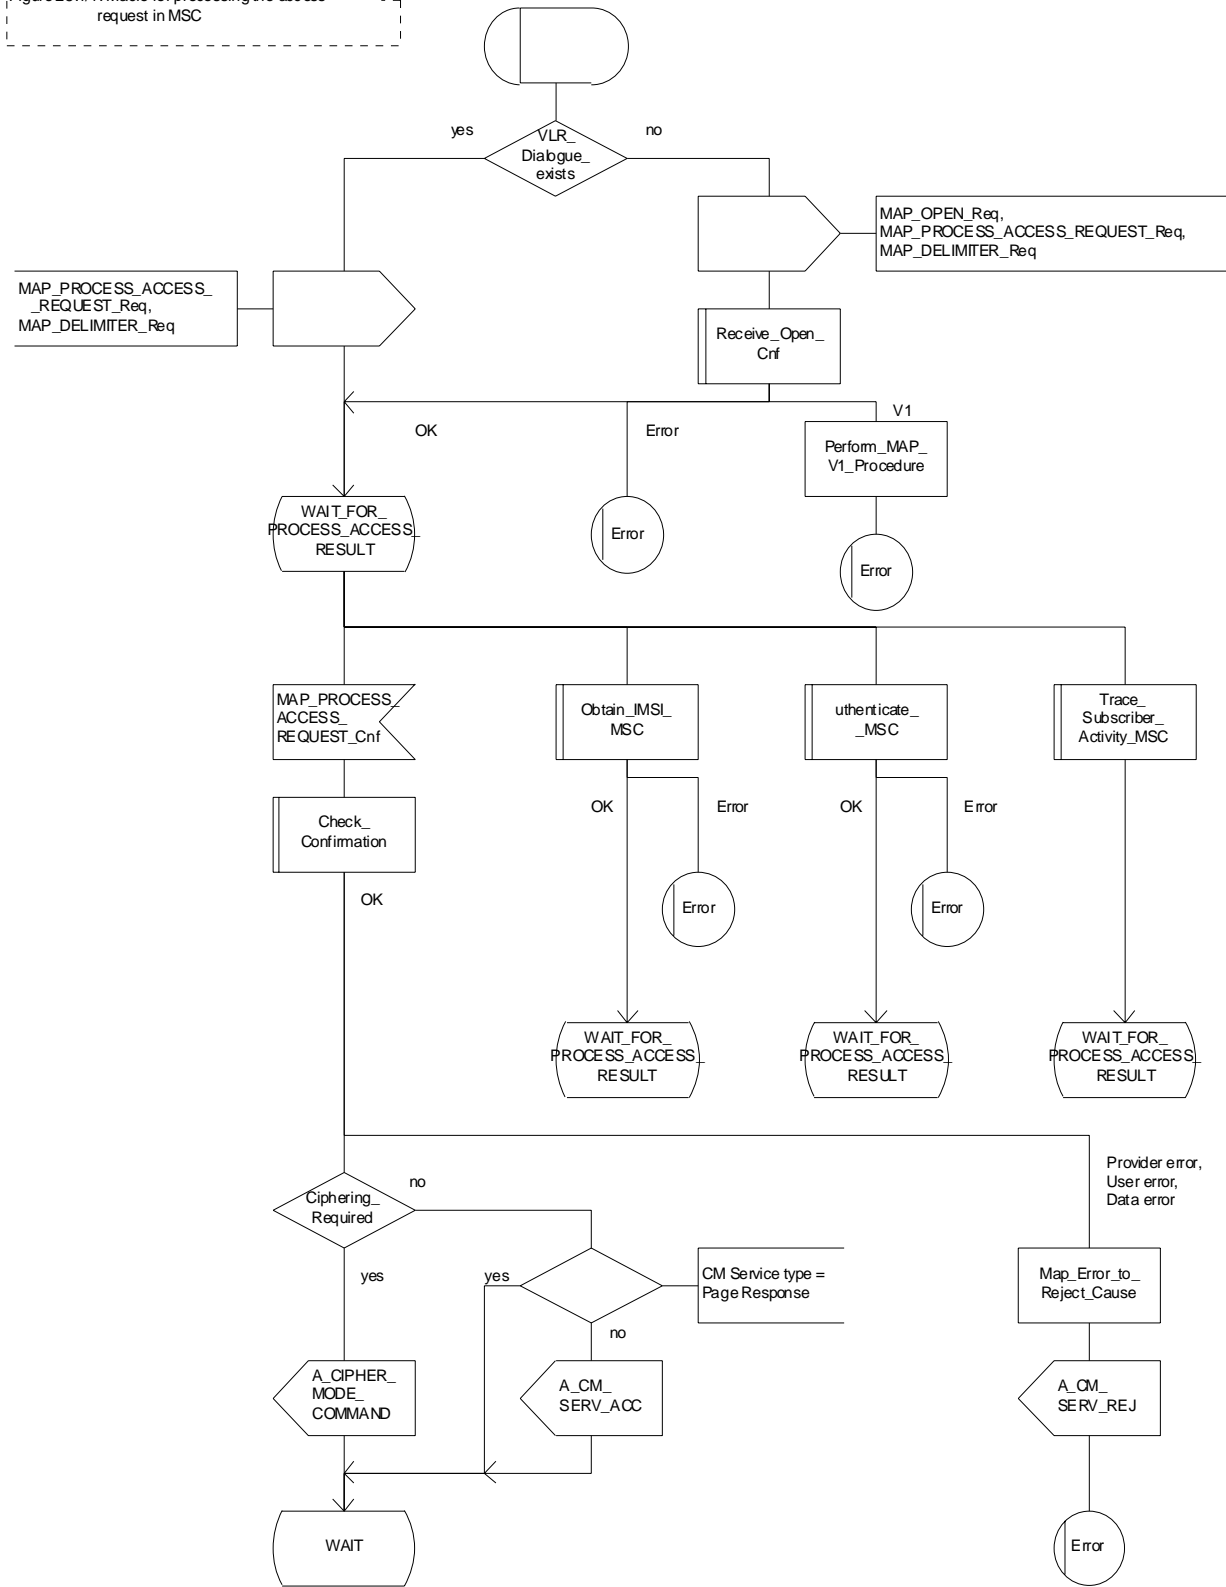 request in MSC
yes
no
VLR_
Dialogue_
exists
MAP_OPEN_Req,
MAP_PROCESS_ACCESS_REQUEST_Req,
MAP_DELIMITER_Req
MAP_PROCESS_ACCESS_
_REQUEST_Req,
MAP_DELIMITER_Req
Receive_Open_
Cnf
OK
Error
V1
Perform_MAP_
V1_Procedure
WAIT_FOR_
PROCESS_ACCESS_
RESULT
Error
Error
MAP_PROCESS_
ACCESS_
REQUEST_Cnf
Obtain_IMSI_
MSC
uthenticate_
_MSC
Trace_
Subscriber_
Activity_MSC
Check_
Confirmation
OK
Error
OK
Error
OK
Error
Error
WAIT_FOR_
PROCESS_ACCESS_
RESULT
WAIT_FOR_
PROCESS_ACCESS_
RESULT
WAIT_FOR_
PROCESS_ACCESS_
RESULT
Provider error,
User error,
Data error
Ciphering_
Required
no
yes
yes
CM Service type =
Page Response
no
Map_Error_to_
Reject_Cause
A_CIPHER_
MODE_
COMMAND
A_CM_
SERV_ACC
A_CM_
SERV_REJ
WAIT
Error